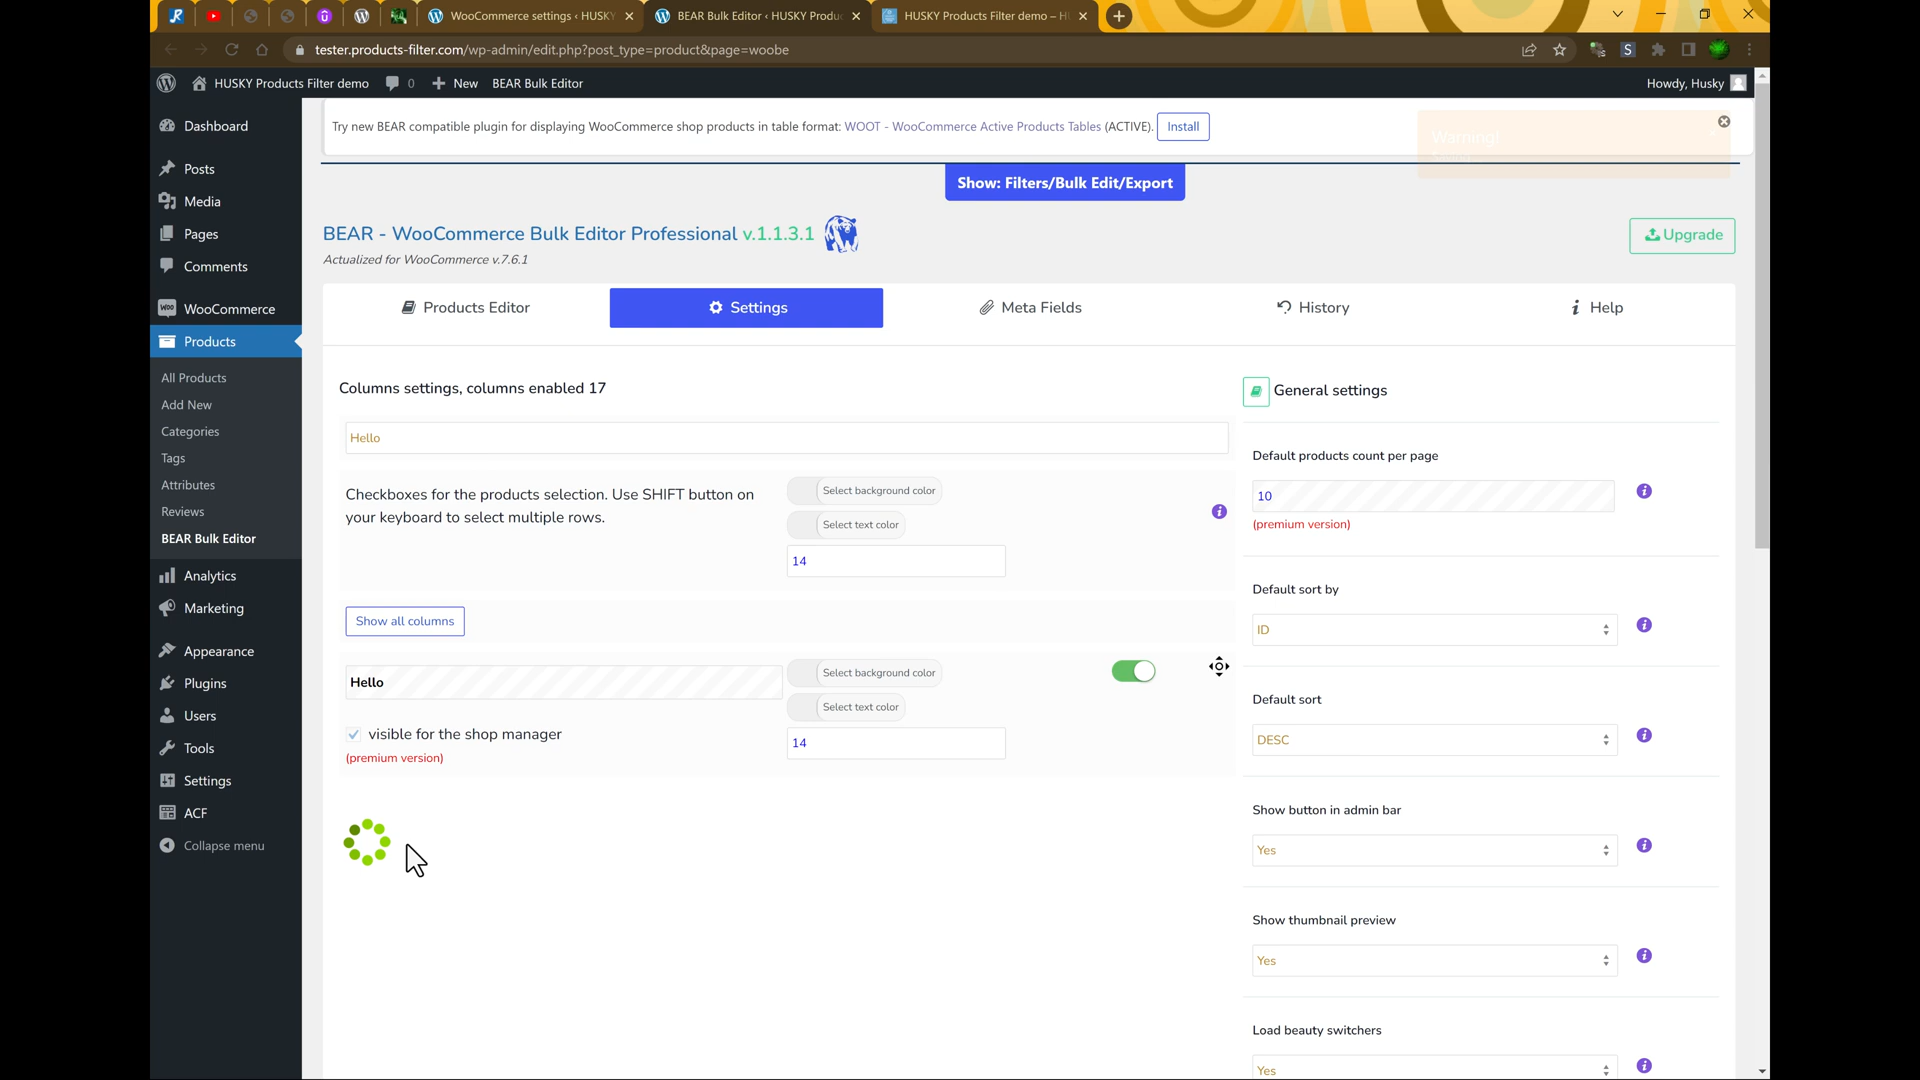 WooCommerce settings ‹ HUSKY
BEAR Bulk Editor ‹ HUSKY Produc
HUSKY Products Filter demo – H
tester.products-filter.com/wp-admin/edit.php?post_type=product&page=woobe
HUSKY Products Filter demo
0
New
BEAR Bulk Editor
Howdy, Husky
Dashboard
Posts
Media
Pages
Comments
WooCommerce
Products
All Products
Add New
Categories
Tags
Attributes
Reviews
BEAR Bulk Editor
Analytics
Marketing
Appearance
Plugins
Users
Tools
Settings
ACF
Collapse menu
Try new BEAR compatible plugin for displaying WooCommerce shop products in table format: WOOT - WooCommerce Active Products Tables (ACTIVE). Install
Warning!
Show: Filters/Bulk Edit/Export
BEAR - WooCommerce Bulk Editor Professional v.1.1.3.1
Actualized for WooCommerce v.7.6.1
Upgrade
Products Editor
Settings
Meta Fields
History
Help
Columns settings, columns enabled 17
Hello
Checkboxes for the products selection. Use SHIFT button on
your keyboard to select multiple rows.
Select background color
Select text color
14
Show all columns
Hello
Select background color
Select text color
14
visible for the shop manager
(premium version)
General settings
Default products count per page
10
(premium version)
Default sort by
ID
Default sort
DESC
Show button in admin bar
Yes
Show thumbnail preview
Yes
Load beauty switchers
Yes